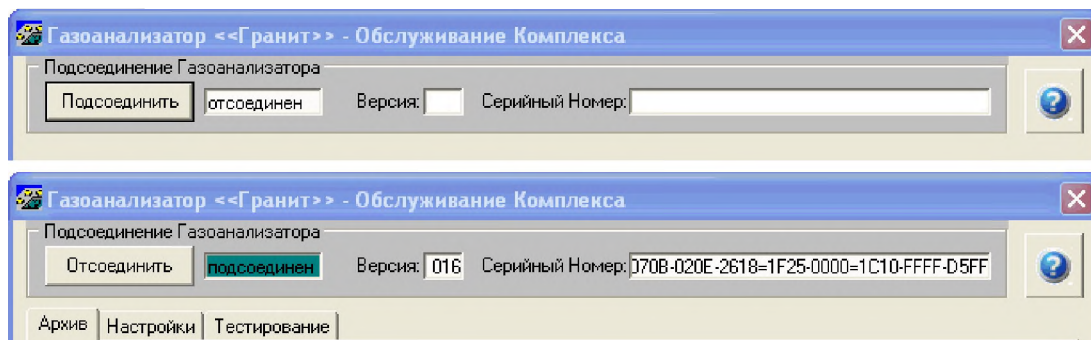 Газоанализатор <<Гранит>> - Обслуживание Комплекса
Подсоединение Газоанализатора
Подсоединить отсоединен Версия: Серийный Номер:
Газоанализатор <<Гранит>> - Обслуживание Комплекса
Подсоединение Газоанализатора
Отсоединить подсоединен Версия: 016 Серийный Номер: 070B-020E-2618=1F25-0000=1C10-FFFF-D5FF
Архив Настройки Тестирование